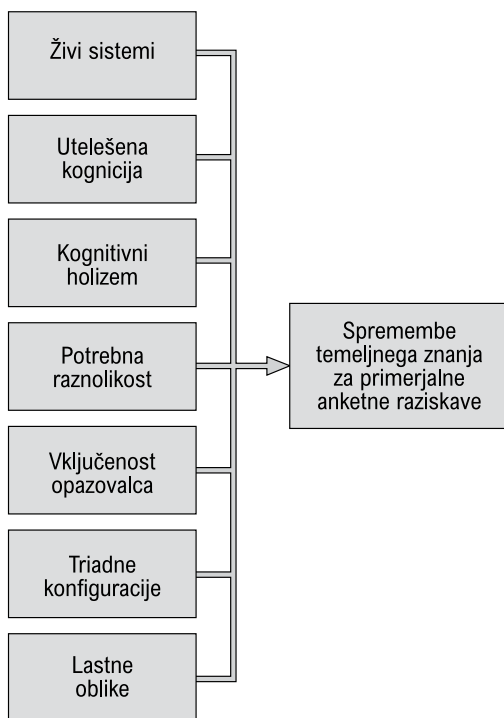 Živi sistemi
Utelešena
kognicija
Kognitivni
holizem
Potrebna
raznolikost
Vključenost
opazovalca
Triadne
konfiguracije
Lastne
oblike
Spremembe
temeljnega znanja
za primerjalne
anketne raziskave